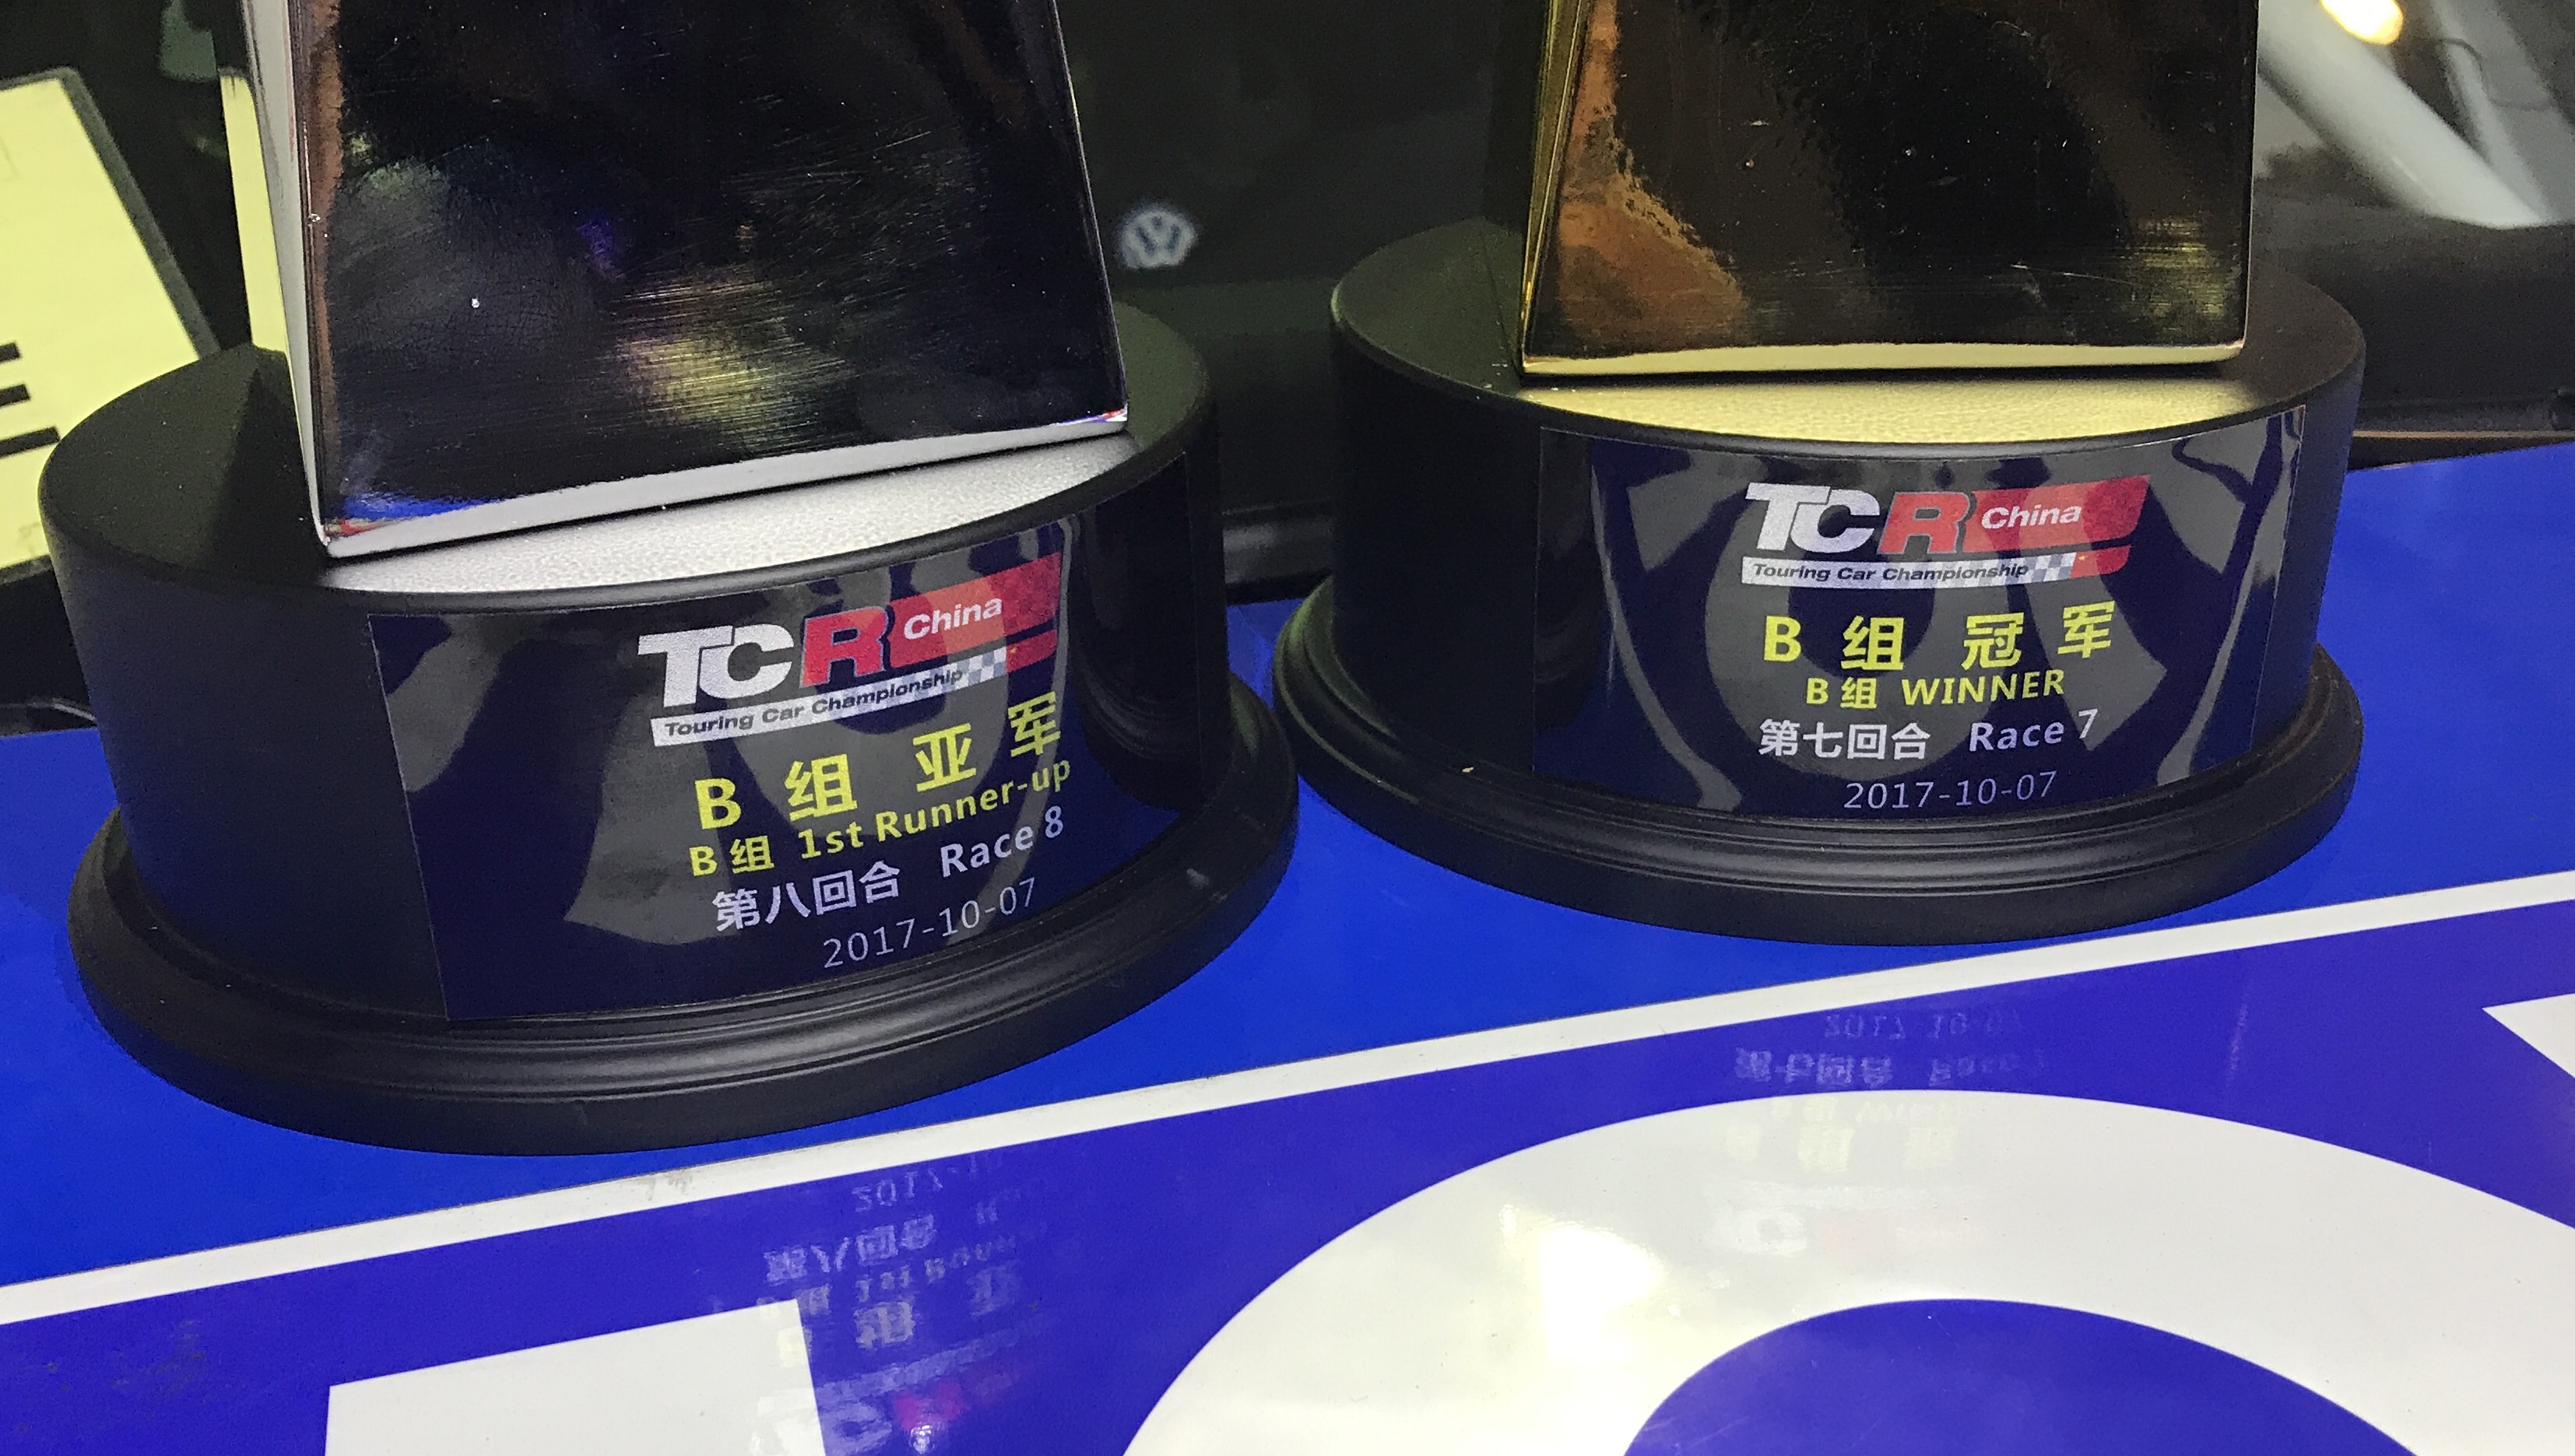 TCR China
Touring Car Championship
B 组 亚 军
B 组 1st Runner-up
第八回合 Race 8
2017-10-07
TCR China
Touring Car Championship
B 组 冠 军
B 组 WINNER
第七回合 Race 7
2017-10-07